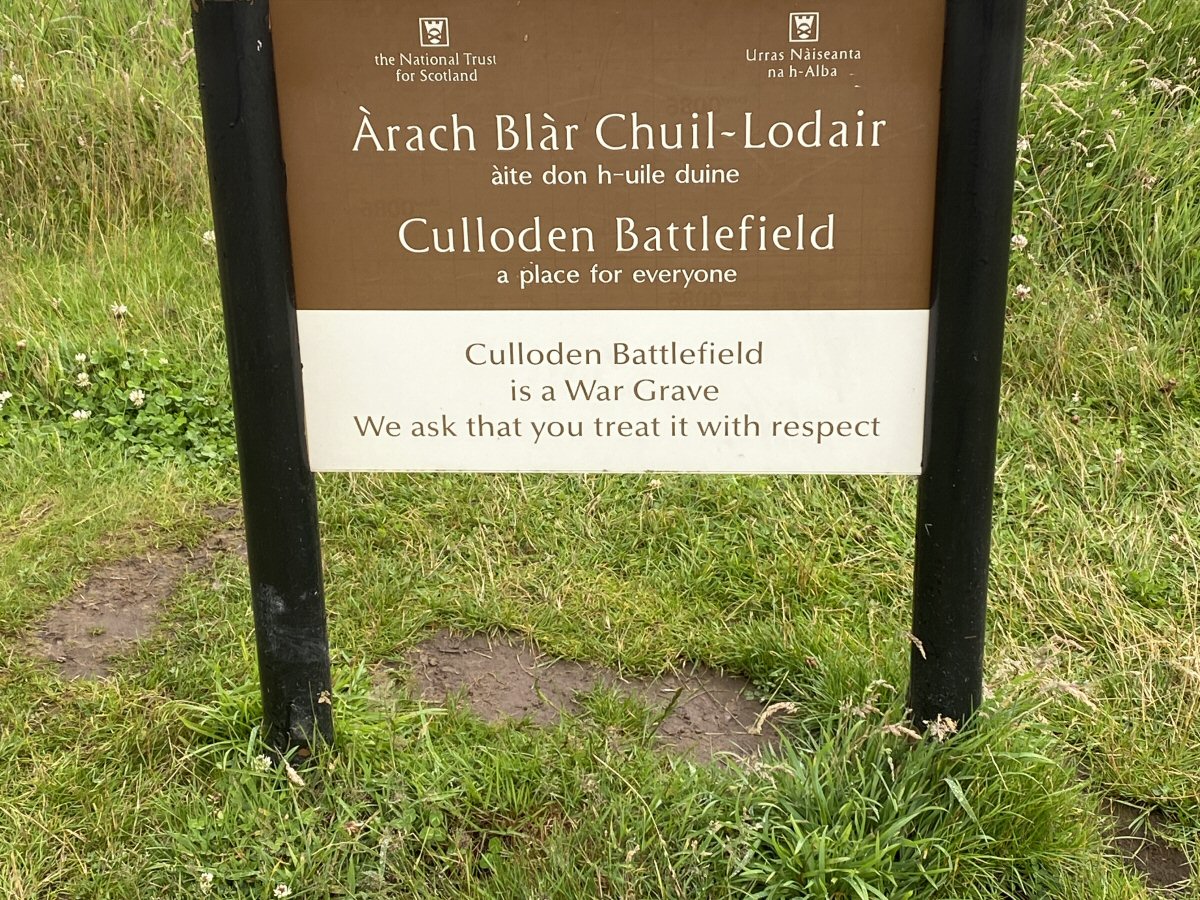 the National Trust
for Scotland
Urras Nàiseanta
na h-Alba
Àrach Blàr Chuil-Lodair
àite don h-uile duine
Culloden Battlefield
a place for everyone
Culloden Battlefield
is a War Grave
We ask that you treat it with respect